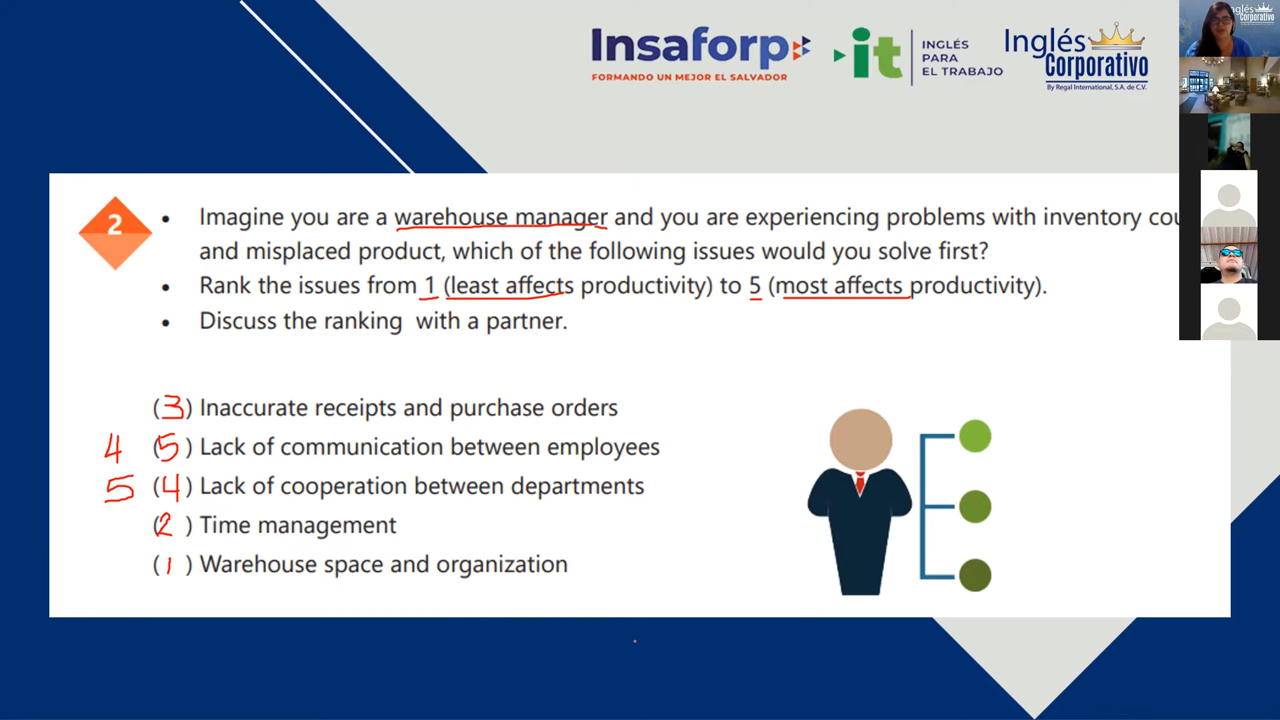 Insaforp
FORMANDO UN MEJOR EL SALVADOR
it
INGLÉS
PARA
EL TRABAJO
Inglés
Corporativo
By Regal International, S.A. de C.V.
Inglés
Corporativo
2
• Imagine you are a warehouse manager and you are experiencing problems with inventory cou
and misplaced product, which of the following issues would you solve first?
• Rank the issues from 1 (least affects productivity) to 5 (most affects productivity).
• Discuss the ranking with a partner.
(3) Inaccurate receipts and purchase orders
4 (5) Lack of communication between employees
5 (4) Lack of cooperation between departments
(2) Time management
(1) Warehouse space and organization